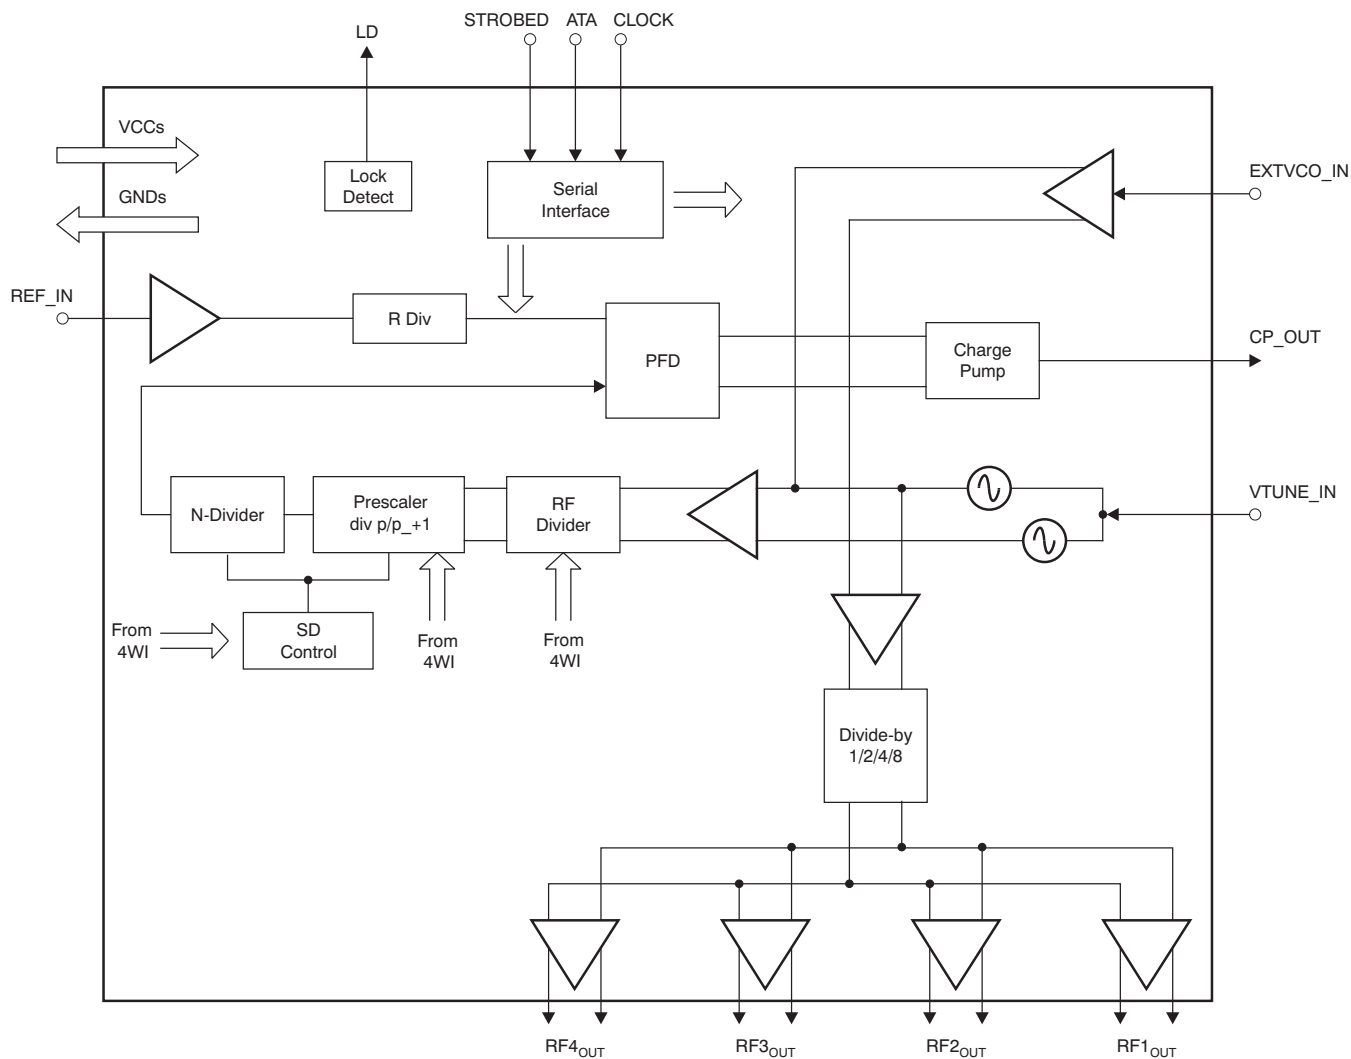 STROBED ATA CLOCK
LD
VCCs
GNDs
Lock
Detect
Serial
Interface
EXTVCO_IN
REF_IN
R Div
PFD
Charge
Pump
CP_OUT
N-Divider
Prescaler
div p/p_+1
RF
Divider
VTUNE_IN
From
4WI
SD
Control
From
4WI
From
4WI
Divide-by
1/2/4/8
RF4OUT
RF3OUT
RF2OUT
RF1OUT